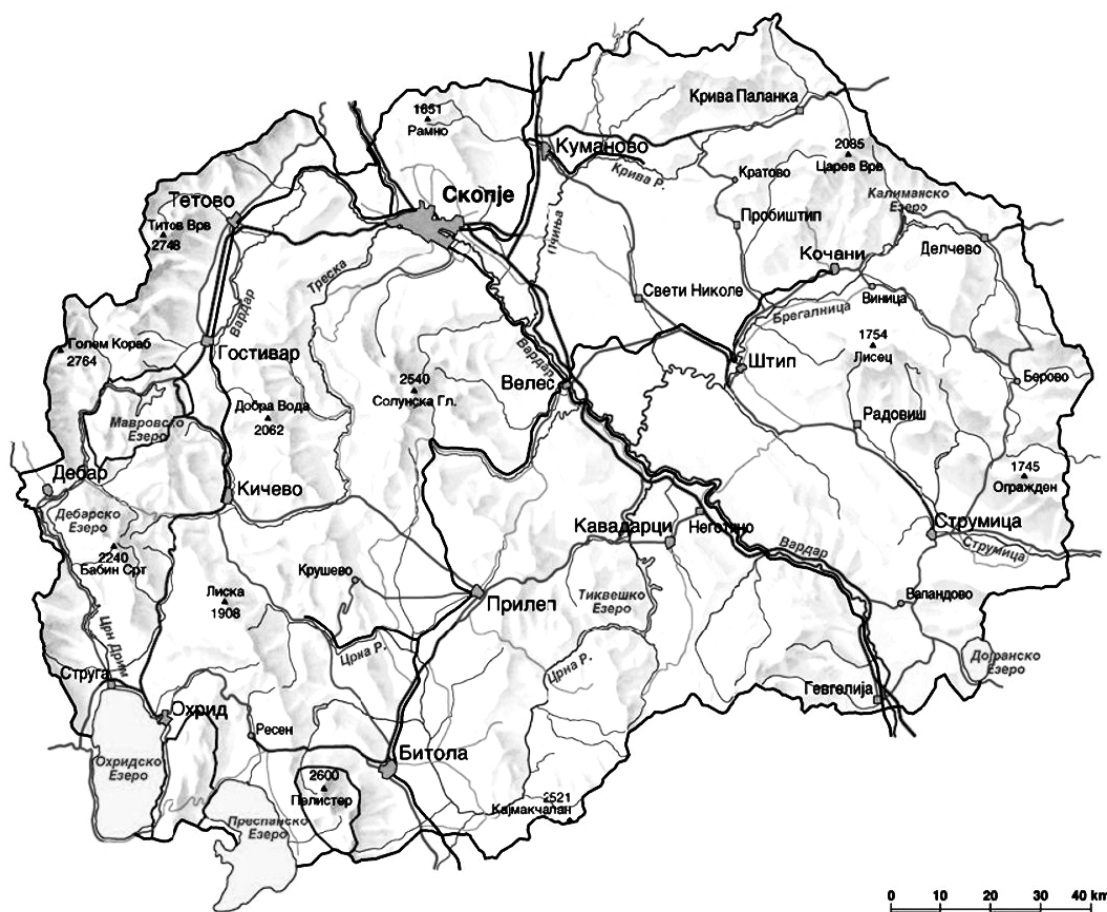 1651
Рамно
Крива Паланка
Куманово
2085
Царев Врв
Крива Р.
Кратово
Скопје
Тетово
Калиманско
Езеро
Титов Врв
2748
Пчиња
Пробиштип
Делчево
Треска
Кочани
Вардар
Свети Николе
Виница
Брегалница
Голем Кораб
2764
Гостивар
Вардар
1754
Лисец
Штип
2540
Солунска Гл.
Велес
Берово
Добра Вода
2062
Мавровско
Езеро
Радовиш
Дебар
Кичево
1745
Огражден
Дебарско
Езеро
Кавадарци
Неготино
Струмица
Струмица
Вардар
2240
Бабин Срт
Крушево
Лиска
1908
Прилеп
Тиквешко
Езеро
Валандово
Црн Дрим
Црна Р.
Црна Р.
Дојранско
Езеро
Струга
Гевгелија
Охрид
Ресен
Битола
Охридско
Езеро
2600
Пелистер
2521
Кајмакчалан
Преспанско
Езеро
0 10 20 30 40 km